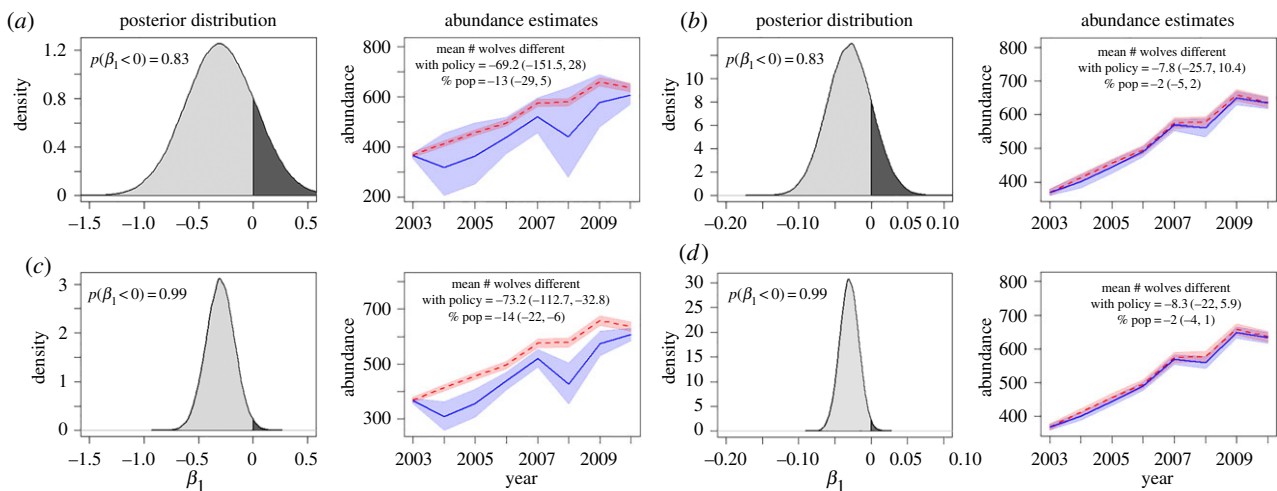 (a)
posterior distribution
abundance estimates
(b)
posterior distribution
abundance estimates
density
1.2
0.8
0.4
0
p(β1 < 0) = 0.83
−1.5 −1.0 −0.5 0 0.5
abundance
800
600
400
200
mean # wolves different
with policy = −69.2 (−151.5, 28)
% pop = −13 (−29, 5)
2003 2005 2007 2009
density
12
10
8
6
4
2
0
p(β1 < 0) = 0.83
−0.20 −0.10 0 0.05 0.10
abundance
800
700
600
500
400
mean # wolves different
with policy = −7.8 (−25.7, 10.4)
% pop = −2 (−5, 2)
2003 2005 2007 2009
(c)
density
3
2
1
0
p(β1 < 0) = 0.99
−1.5 −1.0 −0.5 0 0.5
β1
abundance
700
500
300
mean # wolves different
with policy = −73.2 (−112.7, −32.8)
% pop = −14 (−22, −6)
2003 2005 2007 2009
year
(d)
density
30
25
20
15
10
5
0
p(β1 < 0) = 0.99
−0.20 −0.10 0 0.05 0.10
β1
abundance
800
700
600
500
400
mean # wolves different
with policy = −8.3 (−22, 5.9)
% pop = −2 (−4, 1)
2003 2005 2007 2009
year